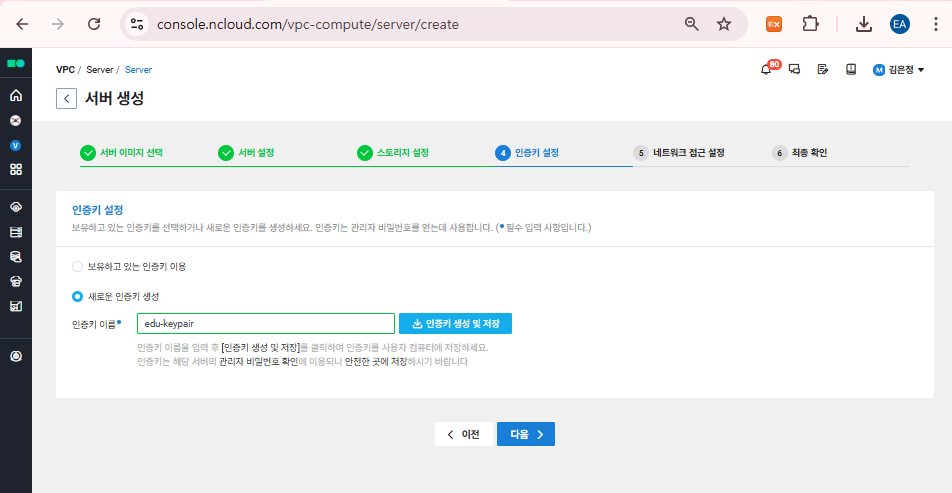 console.ncloud.com/vpc-compute/server/create
EX
EA
VPC / Server / Server
80
M 김은정
서버 생성
V
서버 이미지 선택
서버 설정
스토리지 설정
4 인증키 설정
5 네트워크 접근 설정
6 최종 확인
인증키 설정
보유하고 있는 인증키를 선택하거나 새로운 인증키를 생성하세요. 인증키는 관리자 비밀번호를 얻는데 사용합니다. (•필수 입력 사항입니다.)
보유하고 있는 인증키 이용
새로운 인증키 생성
인증키 이름• edu-keypair 인증키 생성 및 저장
인증키 이름을 입력 후 [인증키 생성 및 저장]를 클릭하여 인증키를 사용자 컴퓨터에 저장하세요.
인증키는 해당 서버의 관리자 비밀번호 확인에 이용되니 안전한 곳에 저장하시기 바랍니다
이전
다음